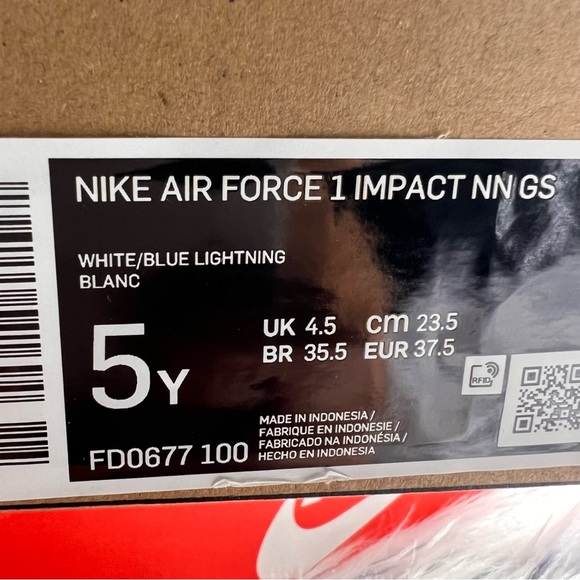 NIKE AIR FORCE 1 IMPACT NN GS
WHITE/BLUE LIGHTNING
BLANC
5Y
UK 4.5 cm 23.5
BR 35.5 EUR 37.5
RFID
FD0677 100
MADE IN INDONESIA /
FABRIQUE EN INDONESIE /
FABRICADO NA INDONÉSIA /
HECHO EN INDONESIA